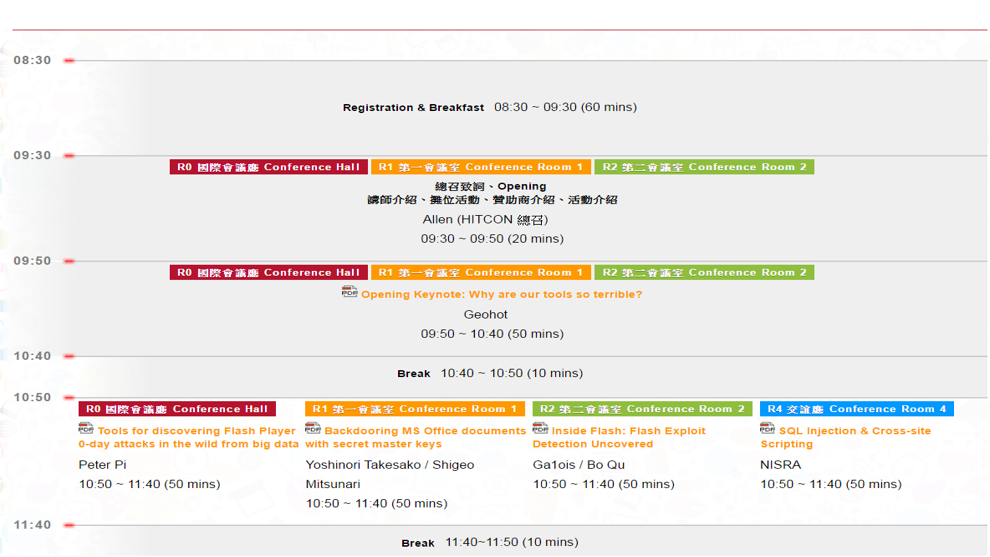 08:30
Registration & Breakfast 08:30 ~ 09:30 (60 mins)
09:30
R0 國際會議廳 Conference Hall R1 第一會議室 Conference Room 1 R2 第二會議室 Conference Room 2
總召致詞、Opening
講師介紹、攤位活動、贊助商介紹、活動介紹
Allen (HITCON 總召)
09:30 ~ 09:50 (20 mins)
09:50
R0 國際會議廳 Conference Hall R1 第一會議室 Conference Room 1 R2 第二會議室 Conference Room 2
PDF Opening Keynote: Why are our tools so terrible?
Geohot
09:50 ~ 10:40 (50 mins)
10:40
Break 10:40 ~ 10:50 (10 mins)
10:50
R0 國際會議廳 Conference Hall
PDF Tools for discovering Flash Player
0-day attacks in the wild from big data
Peter Pi
10:50 ~ 11:40 (50 mins)
R1 第一會議室 Conference Room 1
PDF Backdooring MS Office documents
with secret master keys
Yoshinori Takesako / Shigeo
Mitsunari
10:50 ~ 11:40 (50 mins)
R2 第二會議室 Conference Room 2
PDF Inside Flash: Flash Exploit
Detection Uncovered
Ga1ois / Bo Qu
10:50 ~ 11:40 (50 mins)
R4 交誼廳 Conference Room 4
PDF SQL Injection & Cross-site
Scripting
NISRA
10:50 ~ 11:40 (50 mins)
11:40
Break 11:40~11:50 (10 mins)